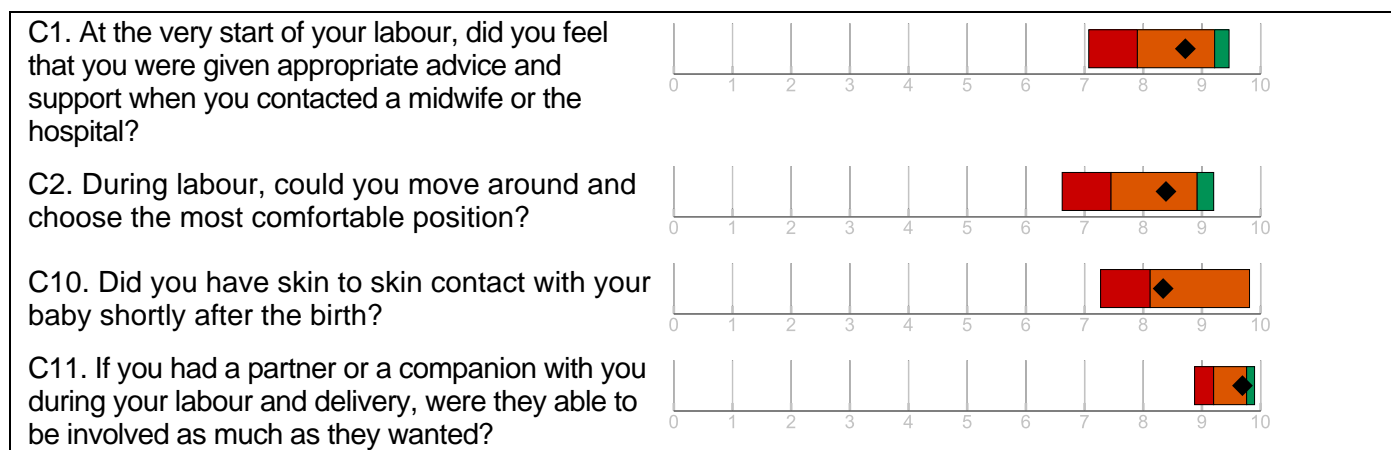 C1. At the very start of your labour, did you feel
that you were given appropriate advice and
support when you contacted a midwife or the
hospital?
0 1 2 3 4 5 6 7 8 9 10
C2. During labour, could you move around and
choose the most comfortable position?
0 1 2 3 4 5 6 7 8 9 10
C10. Did you have skin to skin contact with your
baby shortly after the birth?
0 1 2 3 4 5 6 7 8 9 10
C11. If you had a partner or a companion with you
during your labour and delivery, were they able to
be involved as much as they wanted?
0 1 2 3 4 5 6 7 8 9 10